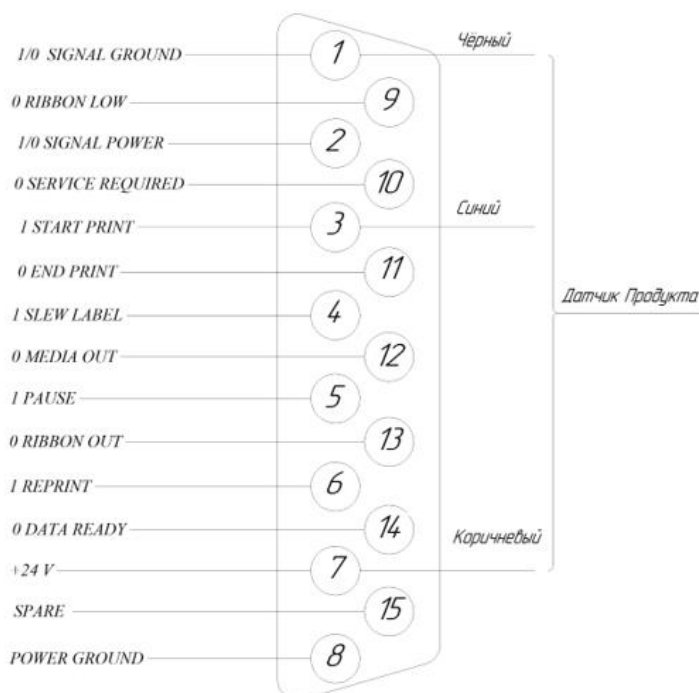 1/0 SIGNAL GROUND 1 Чёрный
0 RIBBON LOW 9
1/0 SIGNAL POWER 2
0 SERVICE REQUIRED 10
1 START PRINT 3 Синий
0 END PRINT 11
1 SLEW LABEL 4
Датчик Продукта
0 MEDIA OUT 12
1 PAUSE 5
0 RIBBON OUT 13
1 REPRINT 6
0 DATA READY 14 Коричневый
+24 V 7
SPARE 15
POWER GROUND 8